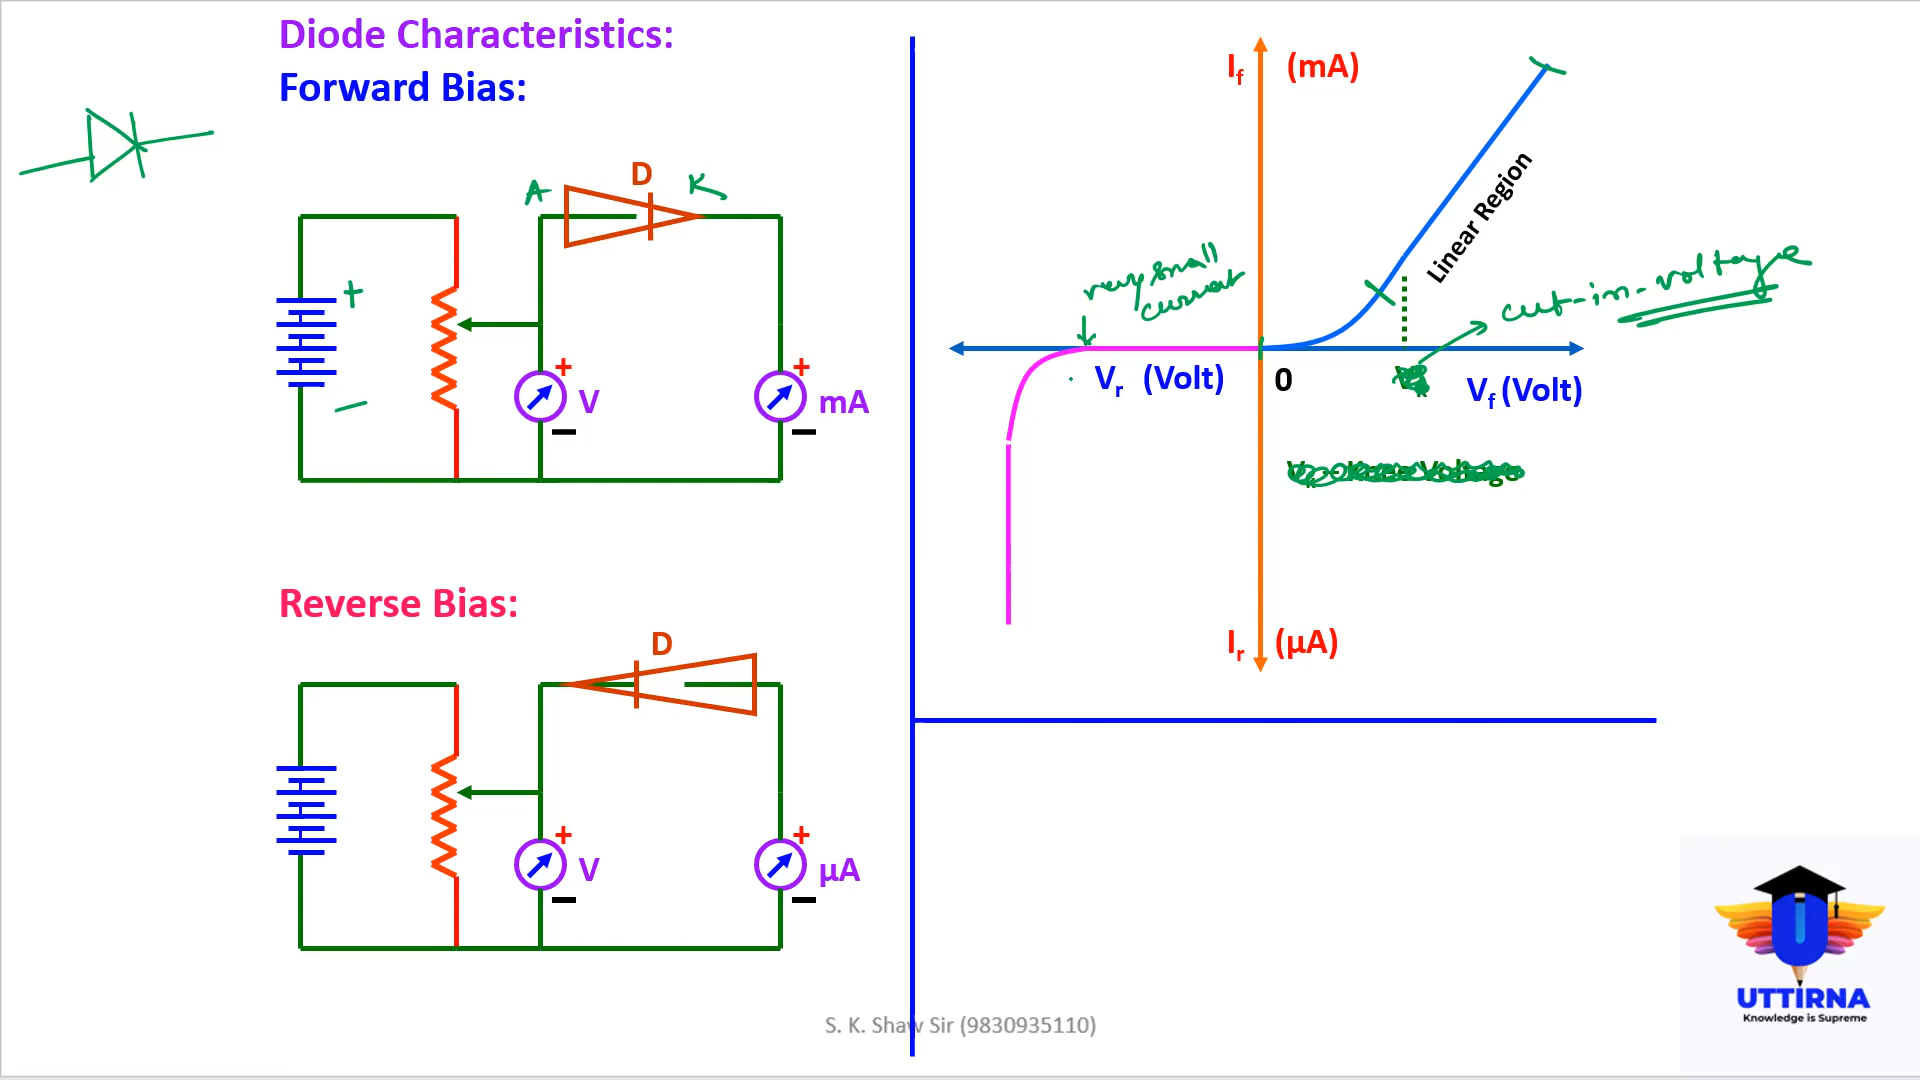 Diode Characteristics:
Forward Bias:
A
D
K
+
−
+
V
−
+
mA
−
Reverse Bias:
D
+
V
−
+
μA
−
If (mA)
Linear Region
very small
current
cut-in-voltage
Vr (Volt)
0
Vf (Volt)
Ir (μA)
S. K. Shaw Sir (9830935110)
U
UTTIRNA
Knowledge is Supreme